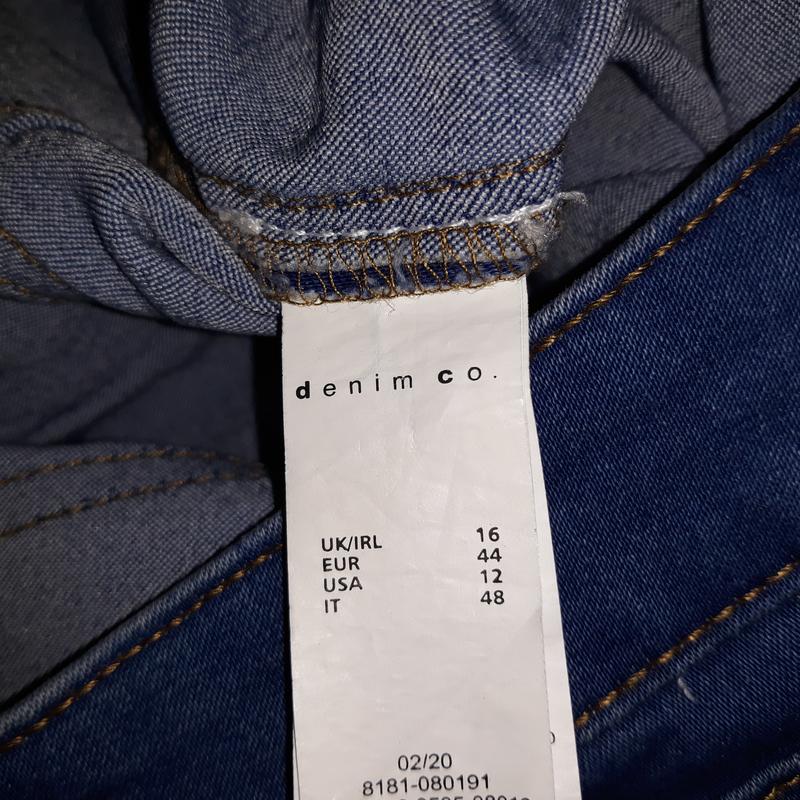 denim co.
UK/IRL 16
EUR 44
USA 12
IT 48
02/20
8181-080191